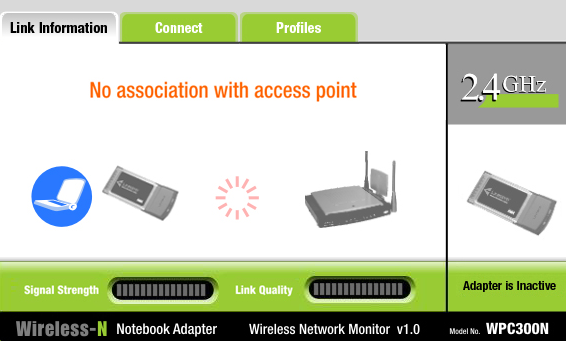 Link Information
Connect
Profiles
No association with access point
2.4GHz
Signal Strength
Link Quality
Adapter is Inactive
Wireless-N Notebook Adapter
Wireless Network Monitor v1.0
Model No. WPC300N